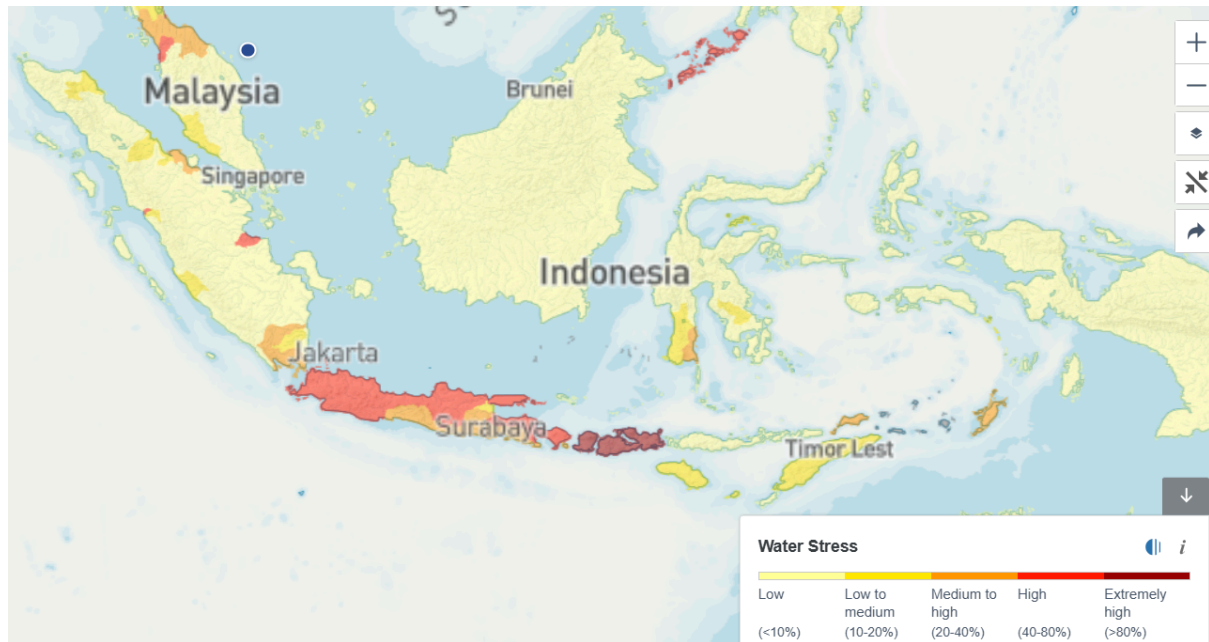 Malaysia
Brunei
Singapore
Indonesia
Jakarta
Surabaya
Timor Lest
Water Stress
i
Low
Low to
medium
Medium to
high
High
Extremely
high
(<10%)
(10-20%)
(20-40%)
(40-80%)
(>80%)